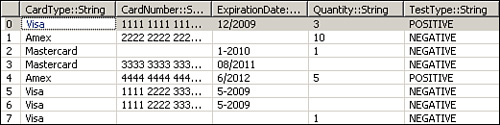 CardType::String CardNumber::S... ExpirationDate:... Quantity::String TestType::String
0 Visa 1111 1111 111... 12/2009 3 POSITIVE
1 Amex 2222 2222 222... 10 NEGATIVE
2 Mastercard 1-2010 1 NEGATIVE
3 Mastercard 3333 3333 333... 08/2011 NEGATIVE
4 Amex 4444 4444 444... 6/2012 5 POSITIVE
5 Visa 1111 2222 333... 5-2009 NEGATIVE
6 Visa 1111 2222 333... 5-2009 NEGATIVE
7 Visa 1 NEGATIVE